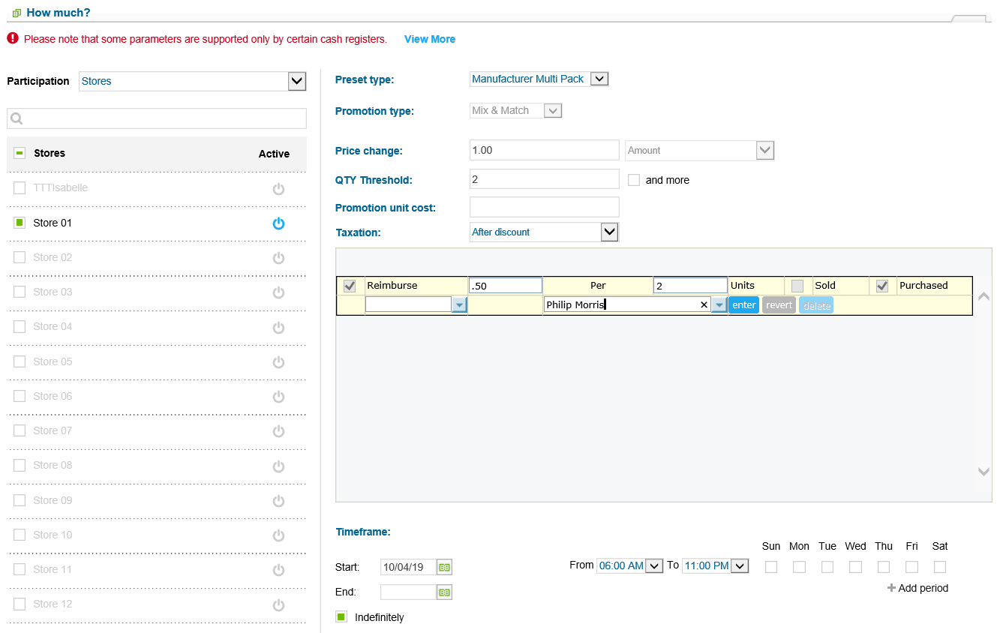 How much?
Please note that some parameters are supported only by certain cash registers. View More
Participation Stores
Stores Active
TTTIsabelle
Store 01
Store 02
Store 03
Store 04
Store 05
Store 06
Store 07
Store 08
Store 09
Store 10
Store 11
Store 12
Preset type: Manufacturer Multi Pack
Promotion type: Mix & Match
Price change: 1.00 Amount
QTY Threshold: 2 and more
Promotion unit cost:
Taxation: After discount
Reimburse .50 Per 2 Units Sold Purchased
Philip Morris × enter revert delete
Timeframe:
Sun Mon Tue Wed Thu Fri Sat
Start: 10/04/19 From 06:00 AM To 11:00 PM
End: + Add period
Indefinitely